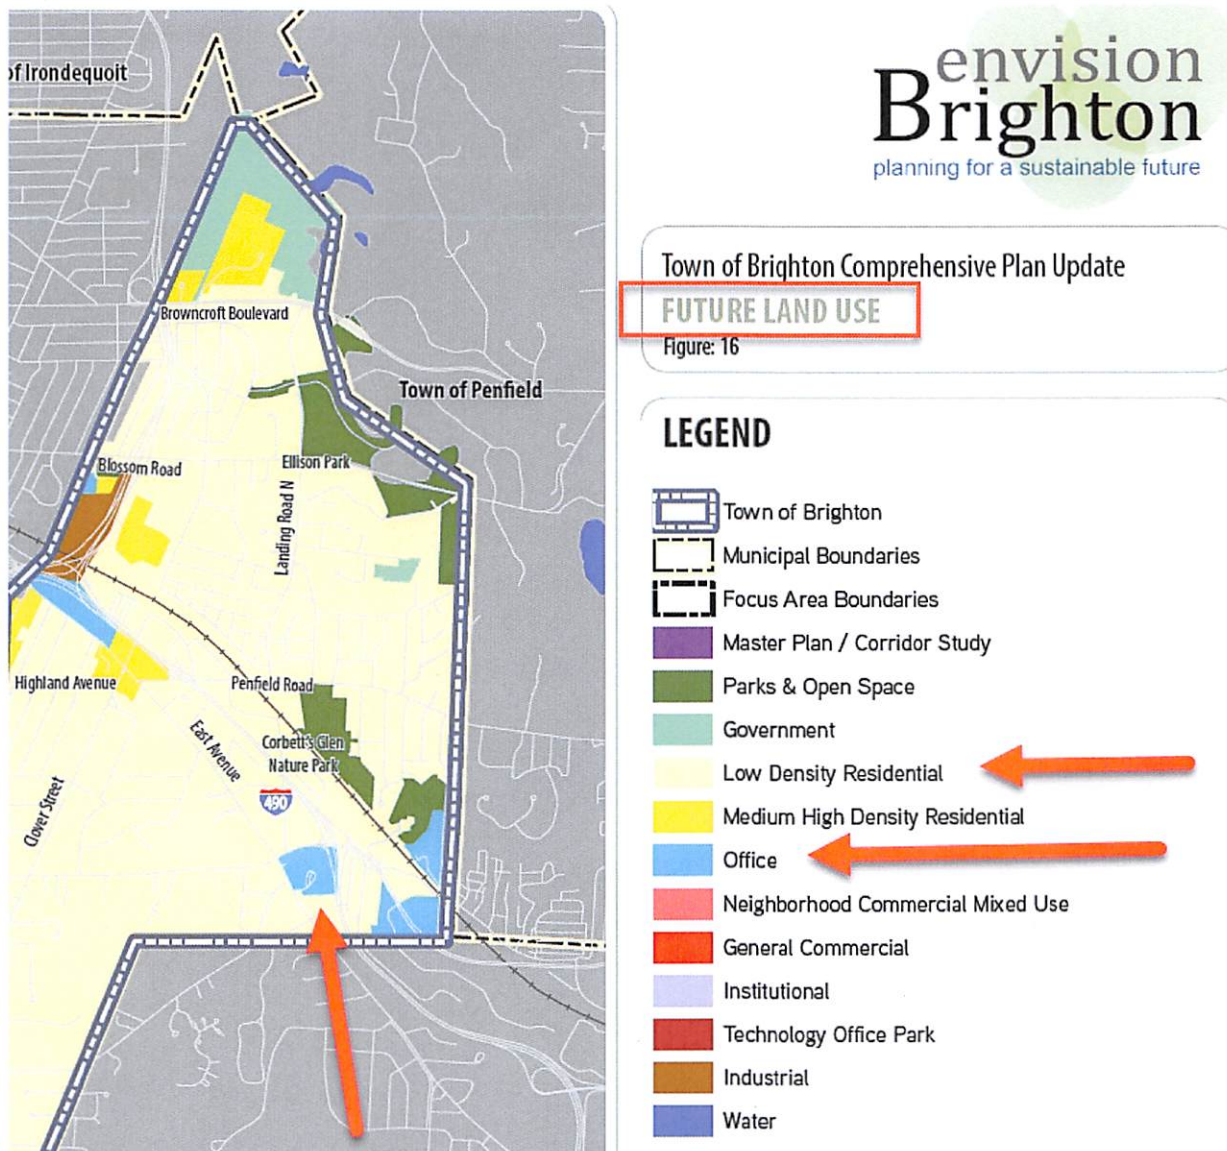 of Irondequoit
Browncroft Boulevard
Town of Penfield
Blossom Road
Ellison Park
Landing Road N
Highland Avenue
Penfield Road
East Avenue
Corbett's Glen
Nature Park
490
Clover Street
envision
Brighton
planning for a sustainable future
Town of Brighton Comprehensive Plan Update
FUTURE LAND USE
Figure: 16
LEGEND
Town of Brighton
Municipal Boundaries
Focus Area Boundaries
Master Plan / Corridor Study
Parks & Open Space
Government
Low Density Residential
Medium High Density Residential
Office
Neighborhood Commercial Mixed Use
General Commercial
Institutional
Technology Office Park
Industrial
Water